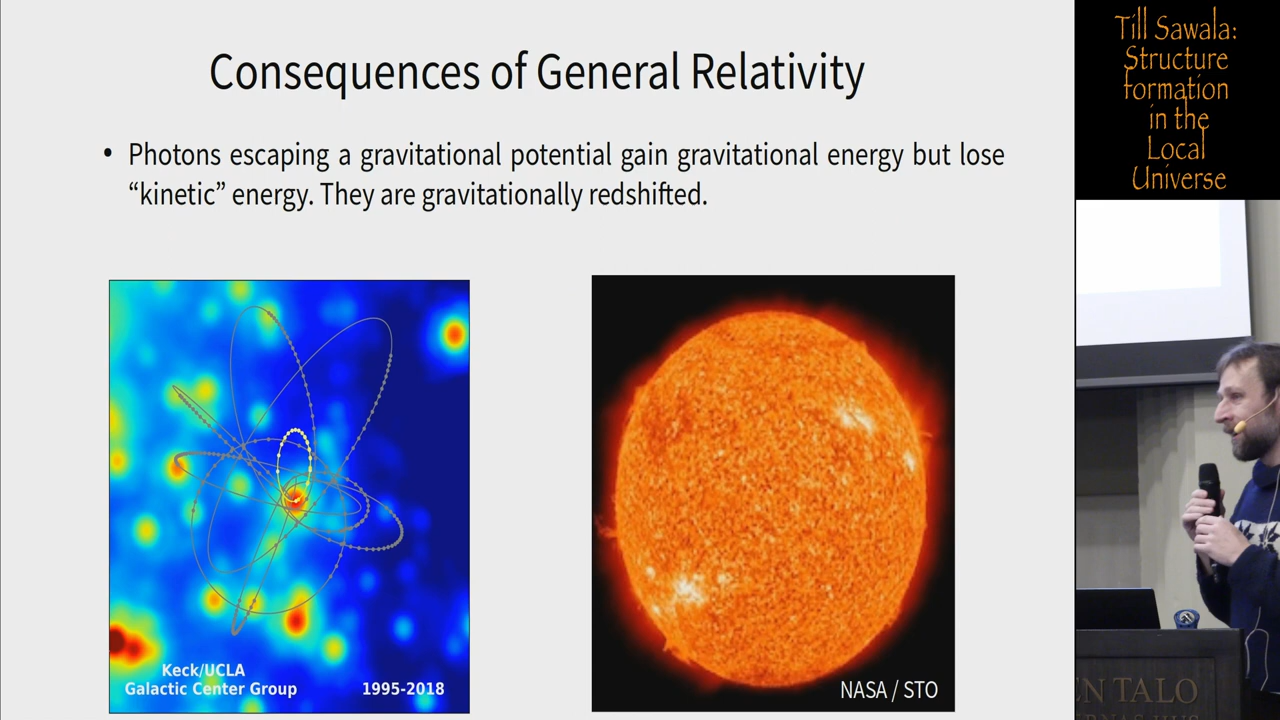 Consequences of General Relativity
• Photons escaping a gravitational potential gain gravitational energy but lose
“kinetic” energy. They are gravitationally redshifted.
Keck/UCLA
Galactic Center Group 1995-2018
NASA / STO
Till Sawala:
Structure
formation
in the
Local
Universe
EN TALO